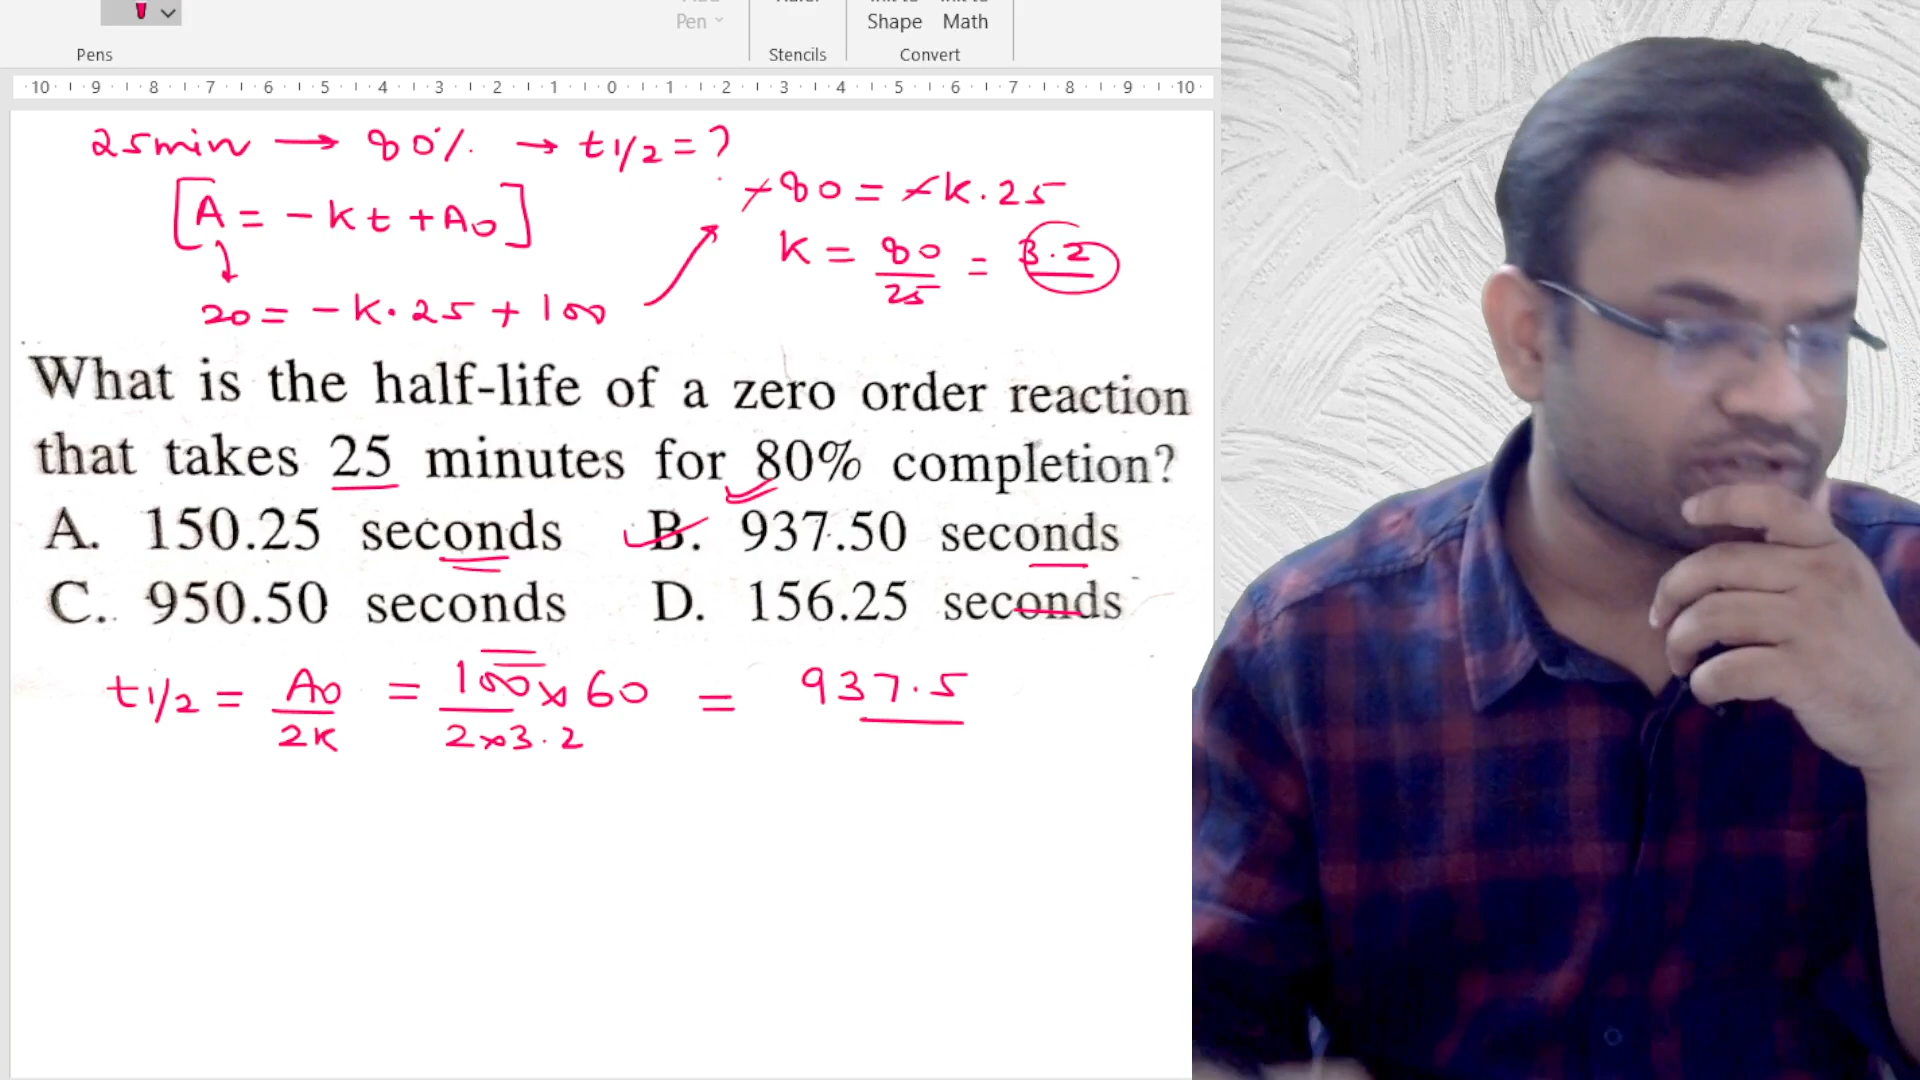 Pen
Shape Math
Pens
Stencils
Convert
10 9 8 7 6 5 4 3 2 1 0 1 2 3 4 5 6 7 8 9 10
25min → 80% → t1/2 = ?
[A = -kt + A0]
20 = -K.25 + 100
-80 = -K.25
K = 80/25 = 3.2
What is the half-life of a zero order reaction
that takes 25 minutes for 80% completion?
A. 150.25 seconds B. 937.50 seconds
C. 950.50 seconds D. 156.25 seconds
t1/2 = A0/2K = 100/2×3.2 × 60 = 937.5